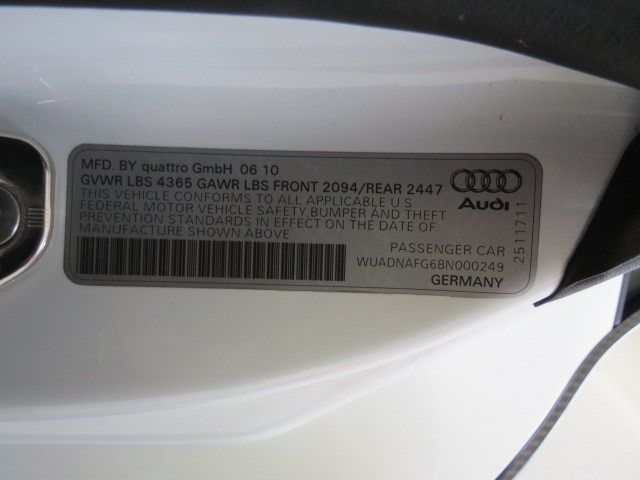 MFD. BY quattro GmbH 06 10
GVWR LBS 4365 GAWR LBS FRONT 2094/REAR 2447
THIS VEHICLE CONFORMS TO ALL APPLICABLE U.S
FEDERAL MOTOR VEHICLE SAFETY BUMPER AND THEFT
PREVENTION STANDARDS IN EFFECT ON THE DATE OF
MANUFACTURE SHOWN ABOVE
Audi
PASSENGER CAR
WUADNAFG6BN000249
GERMANY
2511711